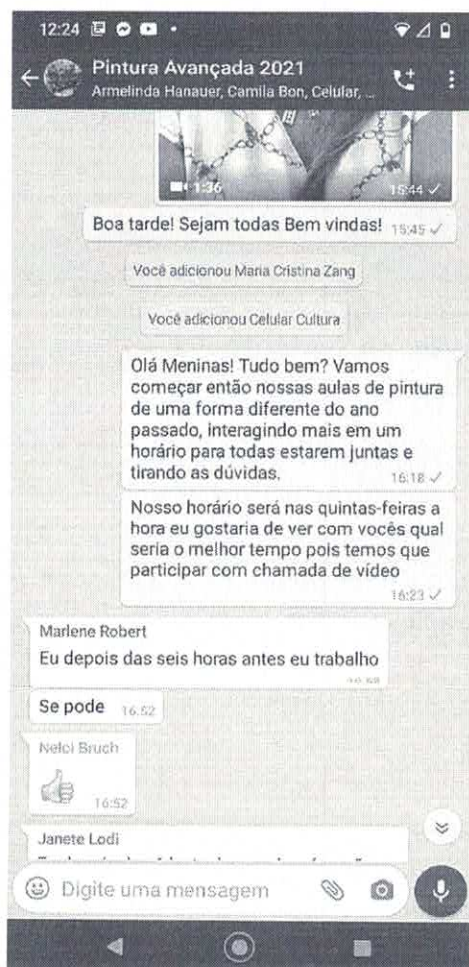 12:24
Pintura Avançada 2021
Armelinda Hanauer, Camila Bon, Celular, ...
1:36
15:44
Boa tarde! Sejam todas Bem vindas! 15:45
Você adicionou Maria Cristina Zang
Você adicionou Celular Cultura
Olá Meninas! Tudo bem? Vamos
começar então nossas aulas de pintura
de uma forma diferente do ano
passado, interagindo mais em um
horário para todas estarem juntas e
tirando as dúvidas. 16:18
Nosso horário será nas quintas-feiras a
hora eu gostaria de ver com vocês qual
seria o melhor tempo pois temos que
participar com chamada de vídeo
16:23
Marlene Robert
Eu depois das seis horas antes eu trabalho
Se pode 16:52
Neloi Bruch
16:52
Janete Lodi
Digite uma mensagem